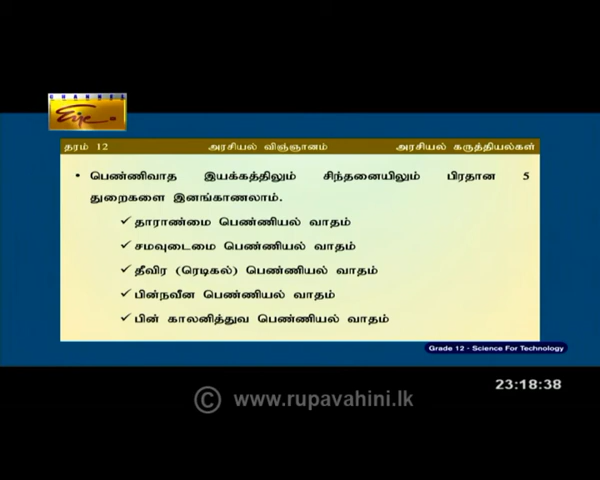 CHANNEL
Eye
தரம் 12 அரசியல் விஞ்ஞானம் அரசியல் கருத்தியல்கள்
• பெண்ணிவாத இயக்கத்திலும் சிந்தனையிலும் பிரதான 5
துறைகளை இனங்காணலாம்.
✓ தாராண்மை பெண்ணியல் வாதம்
✓ சமவுடைமை பெண்ணியல் வாதம்
✓ தீவிர (ரெடிகல்) பெண்ணியல் வாதம்
✓ பின்நவீன பெண்ணியல் வாதம்
✓ பின் காலனித்துவ பெண்ணியல் வாதம்
Grade 12 - Science For Technology
23:18:38
© www.rupavahini.lk